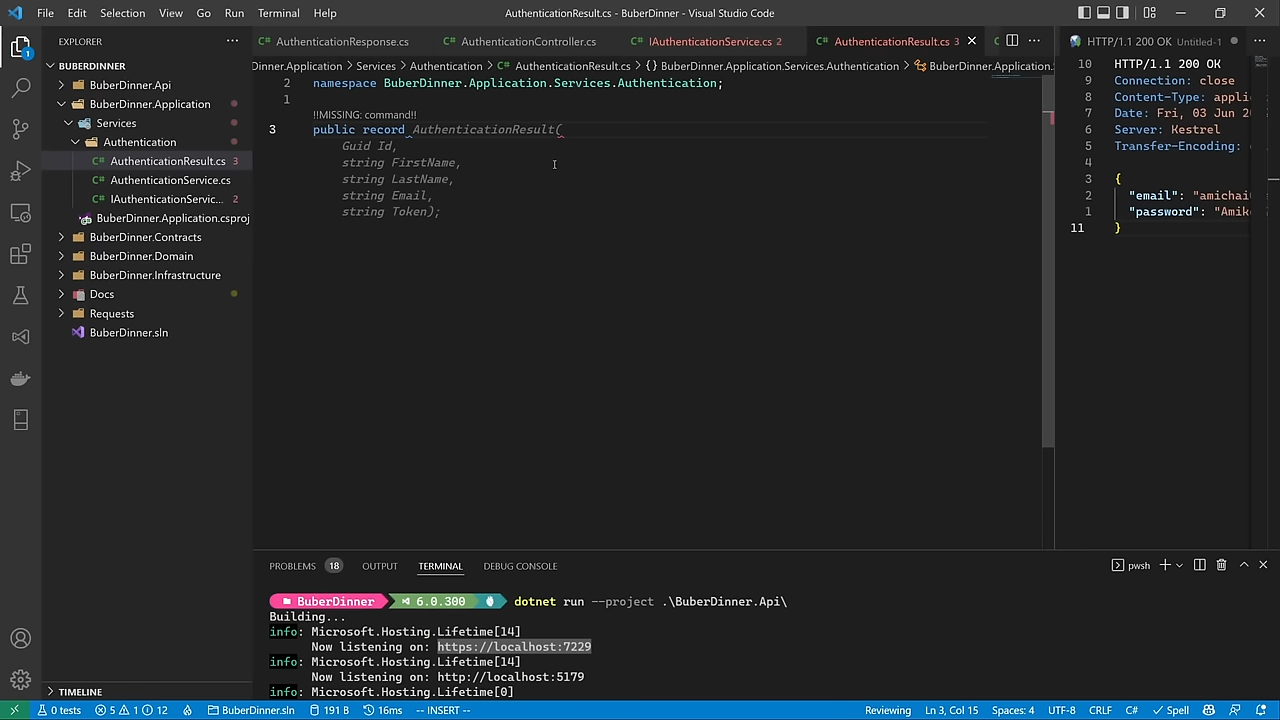 File Edit Selection View Go Run Terminal Help AuthenticationResult.cs - BuberDinner - Visual Studio Code
EXPLORER
BUBERDINNER
BuberDinner.Api
BuberDinner.Application
Services
Authentication
AuthenticationResult.cs 3
AuthenticationService.cs
IAuthenticationServic... 2
BuberDinner.Application.csproj
BuberDinner.Contracts
BuberDinner.Domain
BuberDinner.Infrastructure
Docs
Requests
BuberDinner.sln
TIMELINE
AuthenticationResponse.cs AuthenticationController.cs IAuthenticationService.cs 2 AuthenticationResult.cs 3
Dinner.Application > Services > Authentication > AuthenticationResult.cs > {} BuberDinner.Application.Services.Authentication > BuberDinner.Application.
2 namespace BuberDinner.Application.Services.Authentication;
1
!!MISSING: command!!
3 public record AuthenticationResult(
Guid Id,
string FirstName,
string LastName,
string Email,
string Token);
HTTP/1.1 200 OK Untitled-1
10 HTTP/1.1 200 OK
9 Connection: close
8 Content-Type: appli
7 Date: Fri, 03 Jun 2
6 Server: Kestrel
5 Transfer-Encoding:
4
3 {
2 "email": "amichai
1 "password": "Amik
11 }
PROBLEMS 18 OUTPUT TERMINAL DEBUG CONSOLE pwsh
BuberDinner 6.0.300 dotnet run --project .\BuberDinner.Api\
Building...
info: Microsoft.Hosting.Lifetime[14]
Now listening on: https://localhost:7229
info: Microsoft.Hosting.Lifetime[14]
Now listening on: http://localhost:5179
info: Microsoft.Hosting.Lifetime[0]
0 tests 5 1 12 BuberDinner.sln 191 B 16ms -- INSERT -- Reviewing Ln 3, Col 15 Spaces: 4 UTF-8 CRLF C# Spell